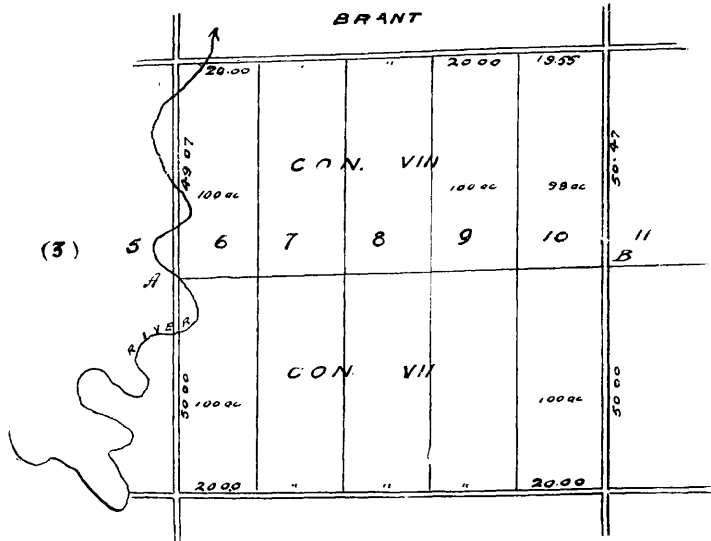 BRANT
20.00 " " 20.00 19.55
49.07
50.47
CON. VIII
100 ac 100 ac 98 ac
(3) 5 6 7 8 9 10 11
A B
RIVER
CON. VII
50.00
50.00
100 ac 100 ac
20.00 " " 20.00